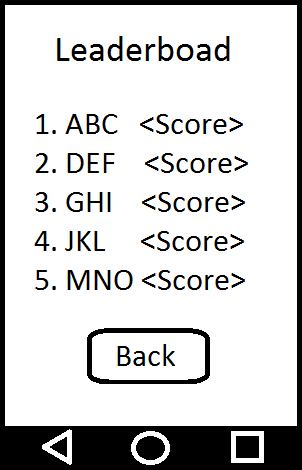 Leaderboad
1. ABC <Score>
2. DEF <Score>
3. GHI <Score>
4. JKL <Score>
5. MNO <Score>
Back